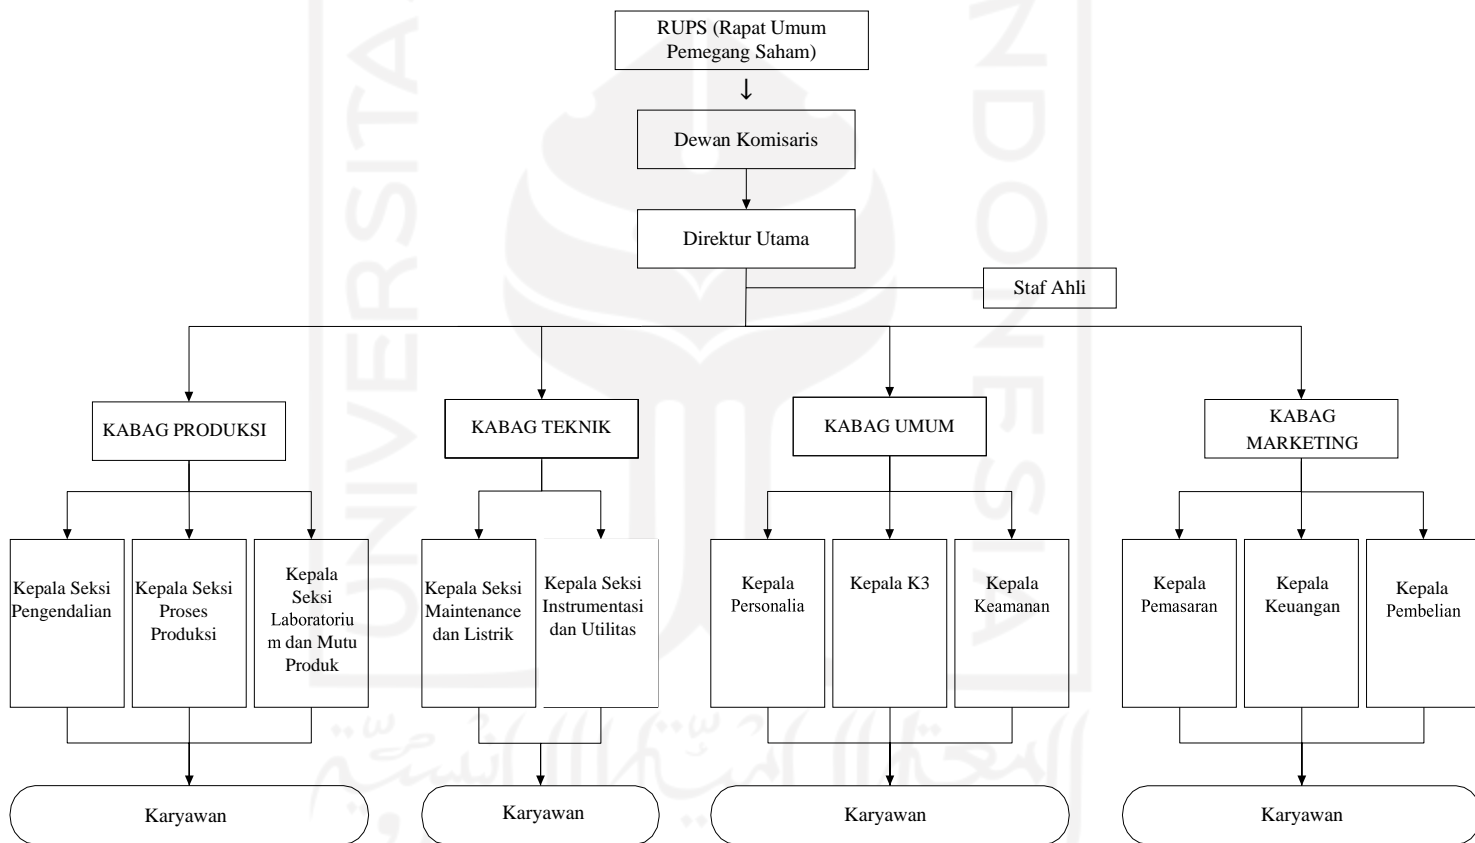 RUPS (Rapat Umum
Pemegang Saham)
Dewan Komisaris
Direktur Utama
Staf Ahli
KABAG PRODUKSI
KABAG TEKNIK
KABAG UMUM
KABAG
MARKETING
Kepala Seksi
Pengendalian
Kepala Seksi
Proses
Produksi
Kepala
Seksi
Laboratoriu
m dan Mutu
Produk
Kepala Seksi
Maintenance
dan Listrik
Kepala Seksi
Instrumentasi
dan Utilitas
Kepala
Personalia
Kepala K3
Kepala
Keamanan
Kepala
Pemasaran
Kepala
Keuangan
Kepala
Pembelian
Karyawan
Karyawan
Karyawan
Karyawan
UNIVERSITA
NDONESIA